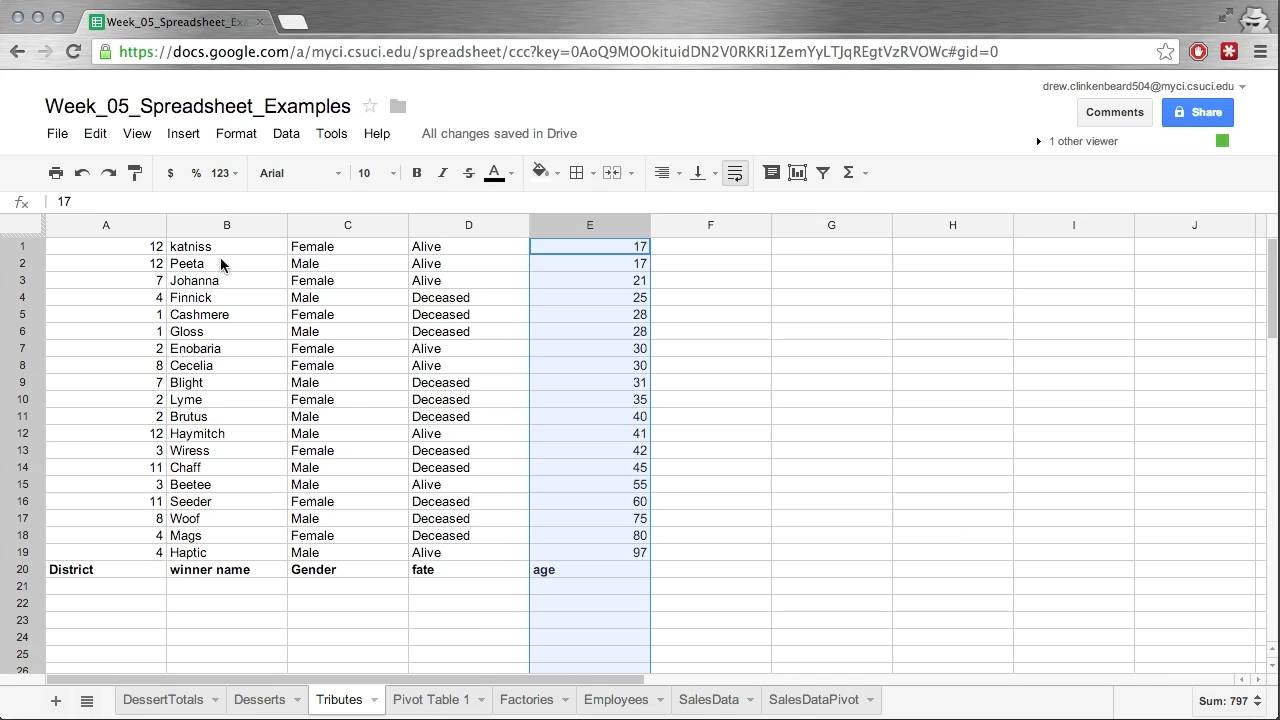 Week_05_Spreadsheet_Exa
https://docs.google.com/a/myci.csuci.edu/spreadsheet/ccc?key=0AoQ9MOOkituidDN2V0RKRi1ZemYyLTJqREgtVzRVOWc#gid=0
drew.clinkenbeard504@myci.csuci.edu
Week_05_Spreadsheet_Examples
Comments
Share
File Edit View Insert Format Data Tools Help All changes saved in Drive
1 other viewer
$ % 123 Arial 10 B I S A Σ
fx 17
A B C D E F G H I J
1 12 katniss Female Alive 17
2 12 Peeta Male Alive 17
3 7 Johanna Female Alive 21
4 4 Finnick Male Deceased 25
5 1 Cashmere Female Deceased 28
6 1 Gloss Male Deceased 28
7 2 Enobaria Female Alive 30
8 8 Cecelia Female Alive 30
9 7 Blight Male Deceased 31
10 2 Lyme Female Deceased 35
11 2 Brutus Male Deceased 40
12 12 Haymitch Male Alive 41
13 3 Wiress Female Deceased 42
14 11 Chaff Male Deceased 45
15 3 Beetee Male Alive 55
16 11 Seeder Female Deceased 60
17 8 Woof Male Deceased 75
18 4 Mags Female Deceased 80
19 4 Haptic Male Alive 97
20 District winner name Gender fate age
21
22
23
24
25
26
DessertTotals Desserts Tributes Pivot Table 1 Factories Employees SalesData SalesDataPivot Sum: 797